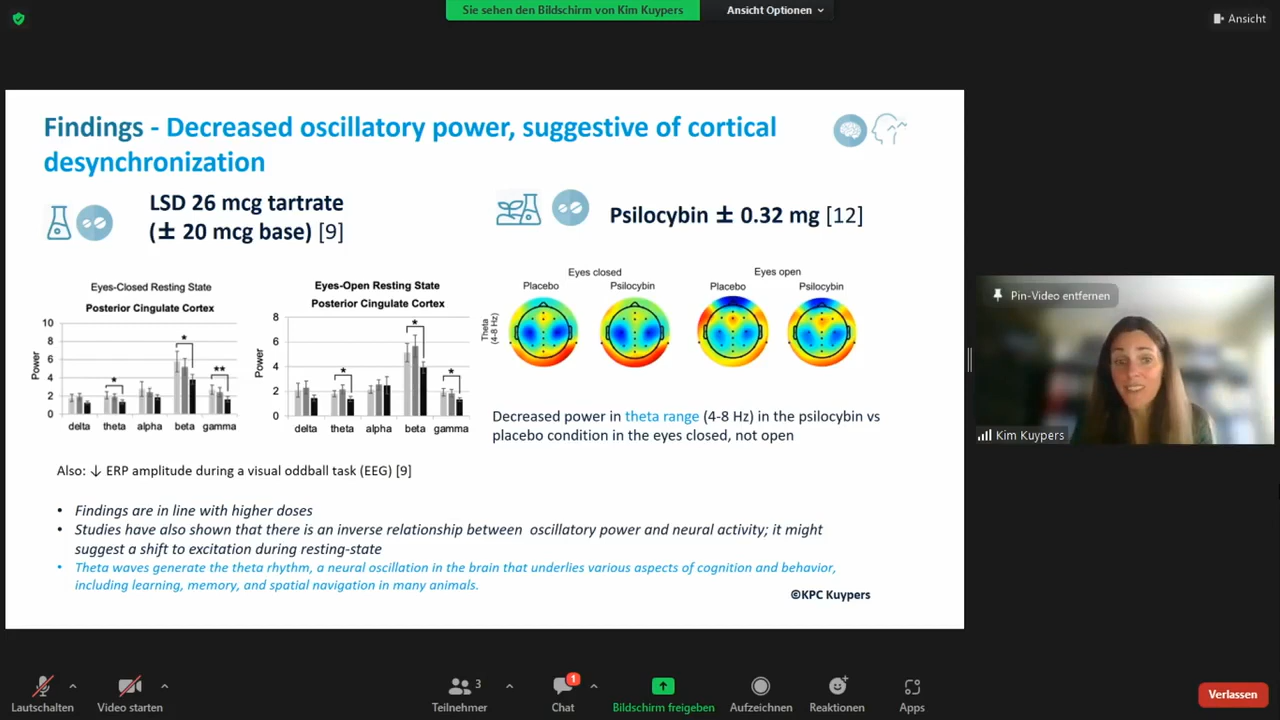 Sie sehen den Bildschirm von Kim Kuypers
Ansicht Optionen
Ansicht
Findings - Decreased oscillatory power, suggestive of cortical
desynchronization
LSD 26 mcg tartrate
(± 20 mcg base) [9]
Psilocybin ± 0.32 mg [12]
Eyes-Closed Resting State
Posterior Cingulate Cortex
Power
10
8
6
4
2
0
*
*
**
delta theta alpha beta gamma
Eyes-Open Resting State
Posterior Cingulate Cortex
Power
8
6
4
2
0
*
*
*
delta theta alpha beta gamma
Eyes closed
Eyes open
Placebo Psilocybin Placebo Psilocybin
Theta
(4-8 Hz)
Decreased power in theta range (4-8 Hz) in the psilocybin vs
placebo condition in the eyes closed, not open
Also: ↓ ERP amplitude during a visual oddball task (EEG) [9]
• Findings are in line with higher doses
• Studies have also shown that there is an inverse relationship between oscillatory power and neural activity; it might
suggest a shift to excitation during resting-state
• Theta waves generate the theta rhythm, a neural oscillation in the brain that underlies various aspects of cognition and behavior,
including learning, memory, and spatial navigation in many animals.
©KPC Kuypers
Pin-Video entfernen
Kim Kuypers
Lautschalten
Video starten
3
Teilnehmer
1
Chat
Bildschirm freigeben
Aufzeichnen
Reaktionen
Apps
Verlassen